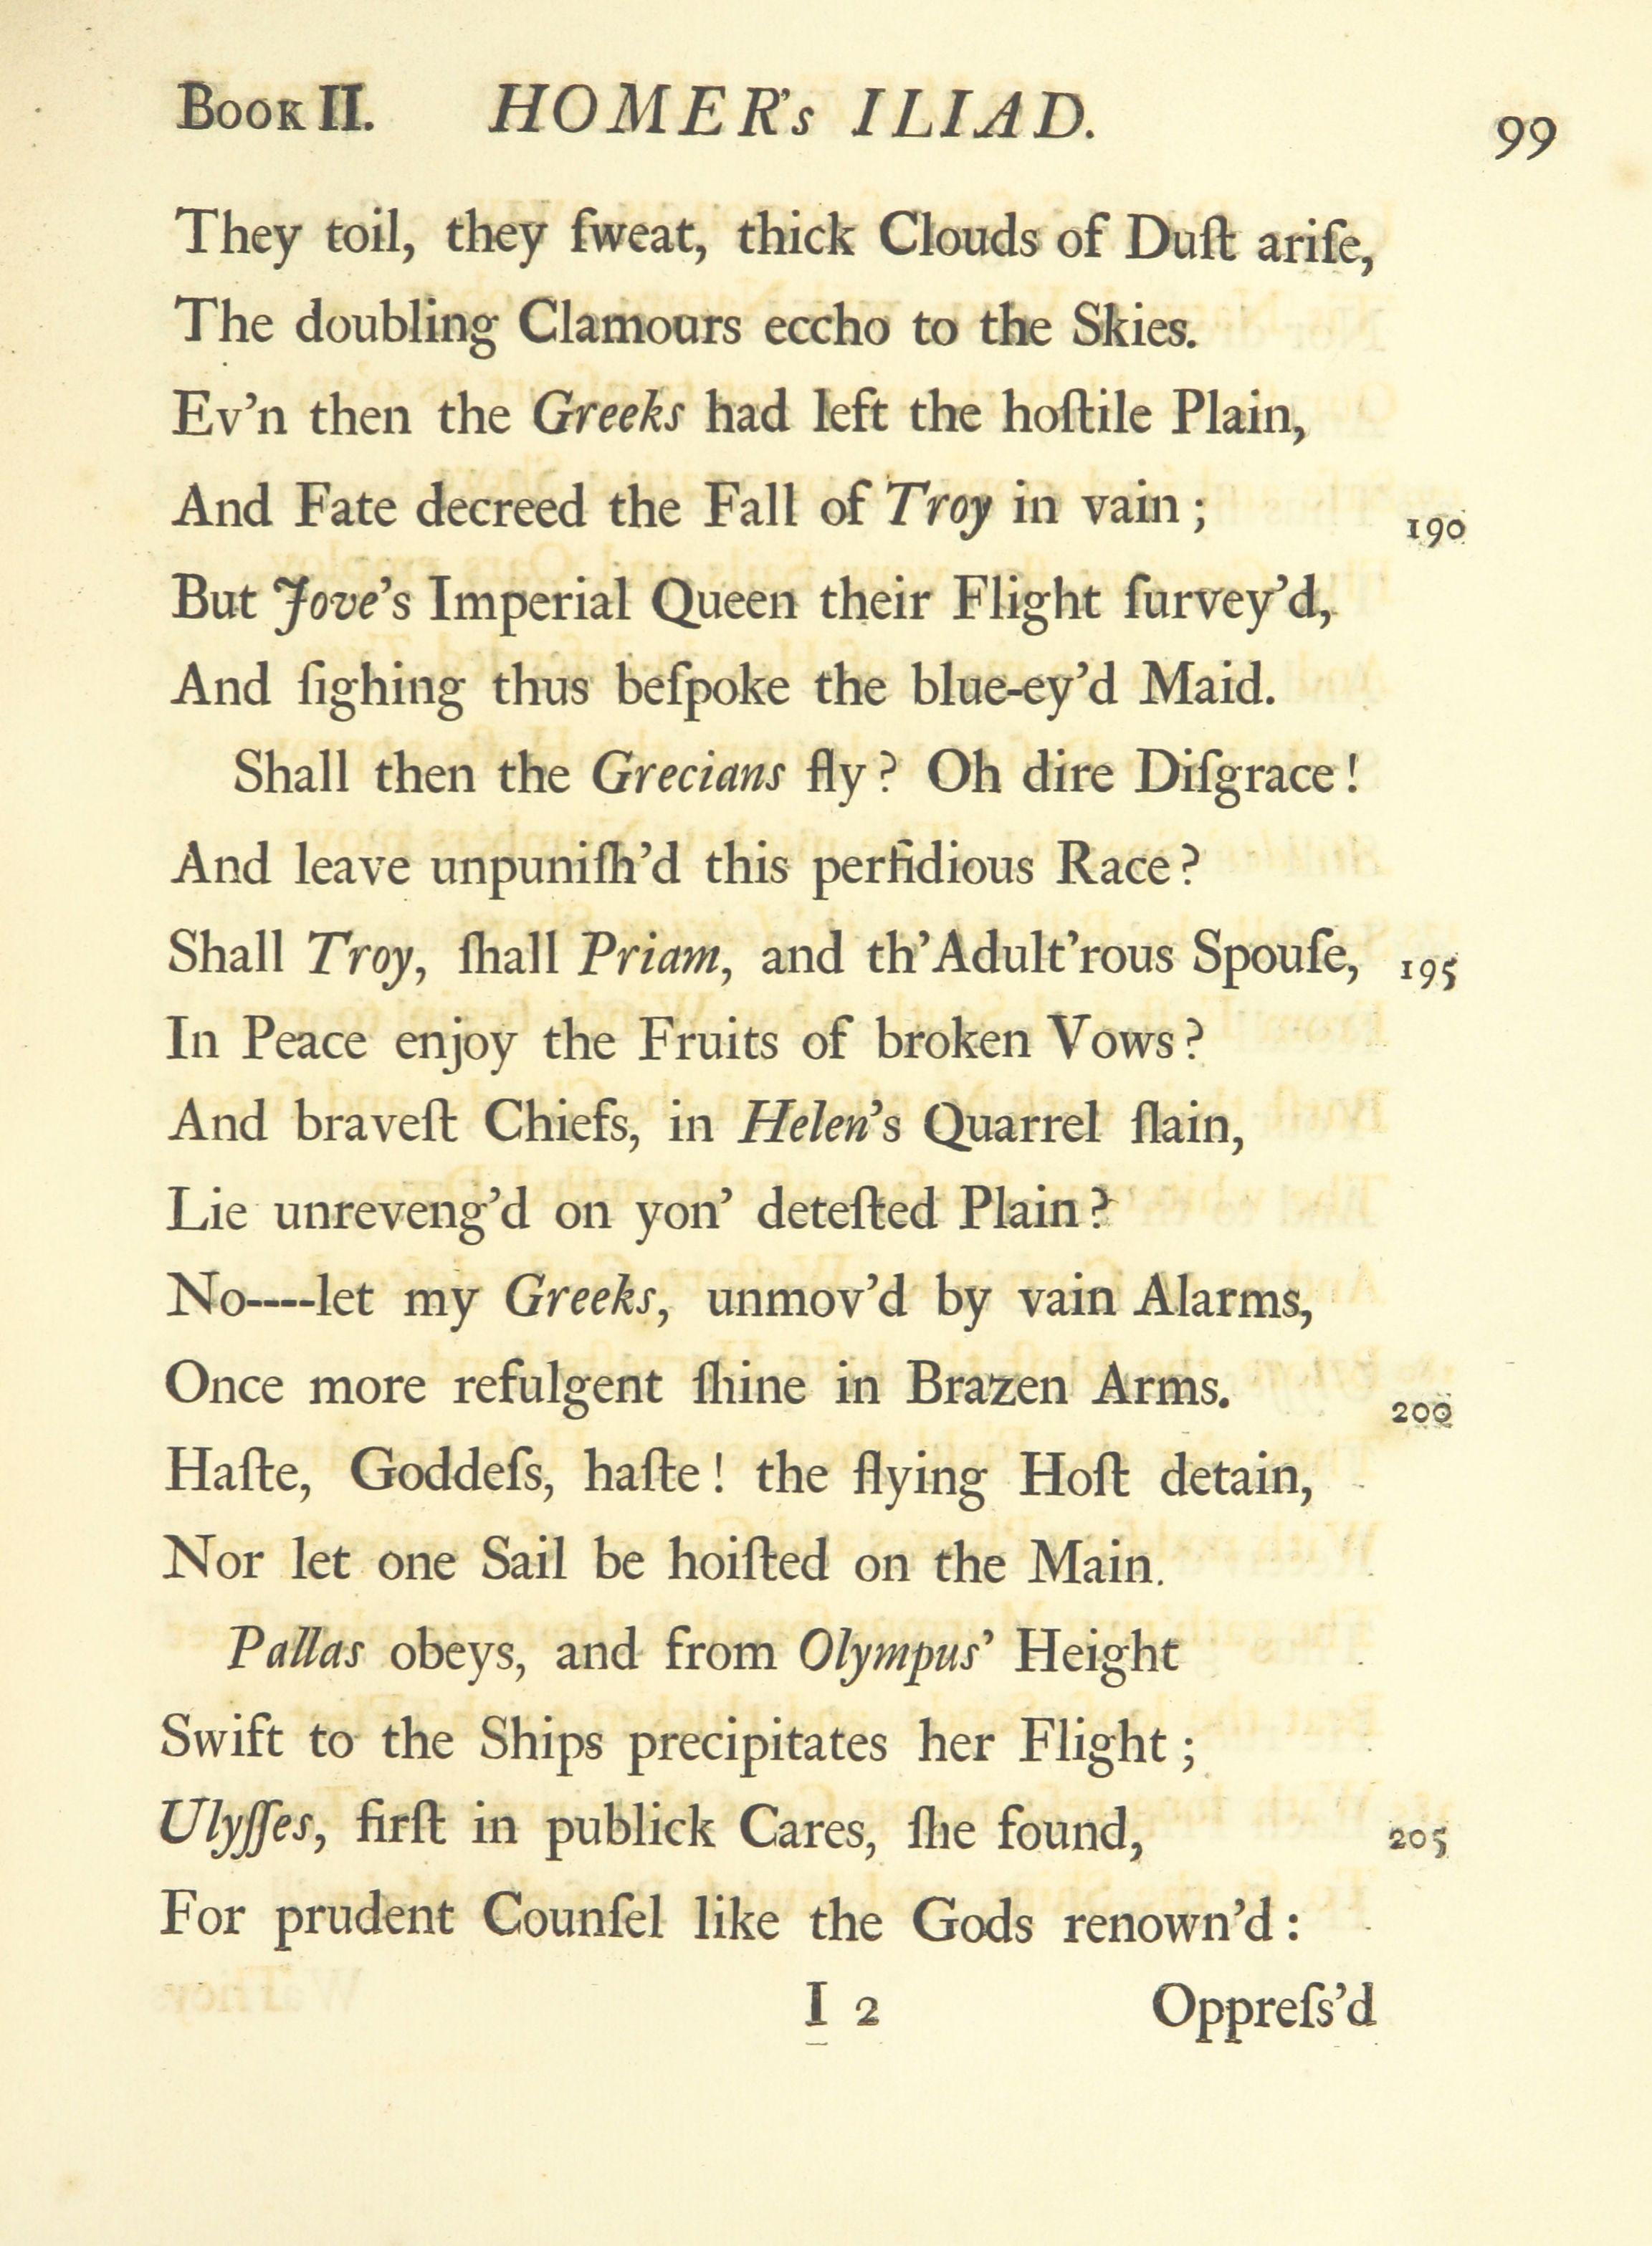 BOOK II. HOMER's ILIAD. 99
They toil, they ſweat, thick Clouds of Duſt ariſe,
The doubling Clamours eccho to the Skies.
Ev'n then the Greeks had left the hoſtile Plain,
And Fate decreed the Fall of Troy in vain; 190
But Jove's Imperial Queen their Flight ſurvey'd,
And ſighing thus beſpoke the blue-ey'd Maid.
Shall then the Grecians fly? Oh dire Diſgrace!
And leave unpuniſh'd this perfidious Race?
Shall Troy, ſhall Priam, and th'Adult'rous Spouſe, 195
In Peace enjoy the Fruits of broken Vows?
And braveſt Chiefs, in Helen's Quarrel ſlain,
Lie unreveng'd on yon' deteſted Plain?
No----let my Greeks, unmov'd by vain Alarms,
Once more refulgent ſhine in Brazen Arms. 200
Haſte, Goddeſs, haſte! the flying Hoſt detain,
Nor let one Sail be hoiſted on the Main.
Pallas obeys, and from Olympus' Height
Swift to the Ships precipitates her Flight;
Ulyſſes, firſt in publick Cares, ſhe found, 205
For prudent Counſel like the Gods renown'd:
I 2 Oppreſs'd